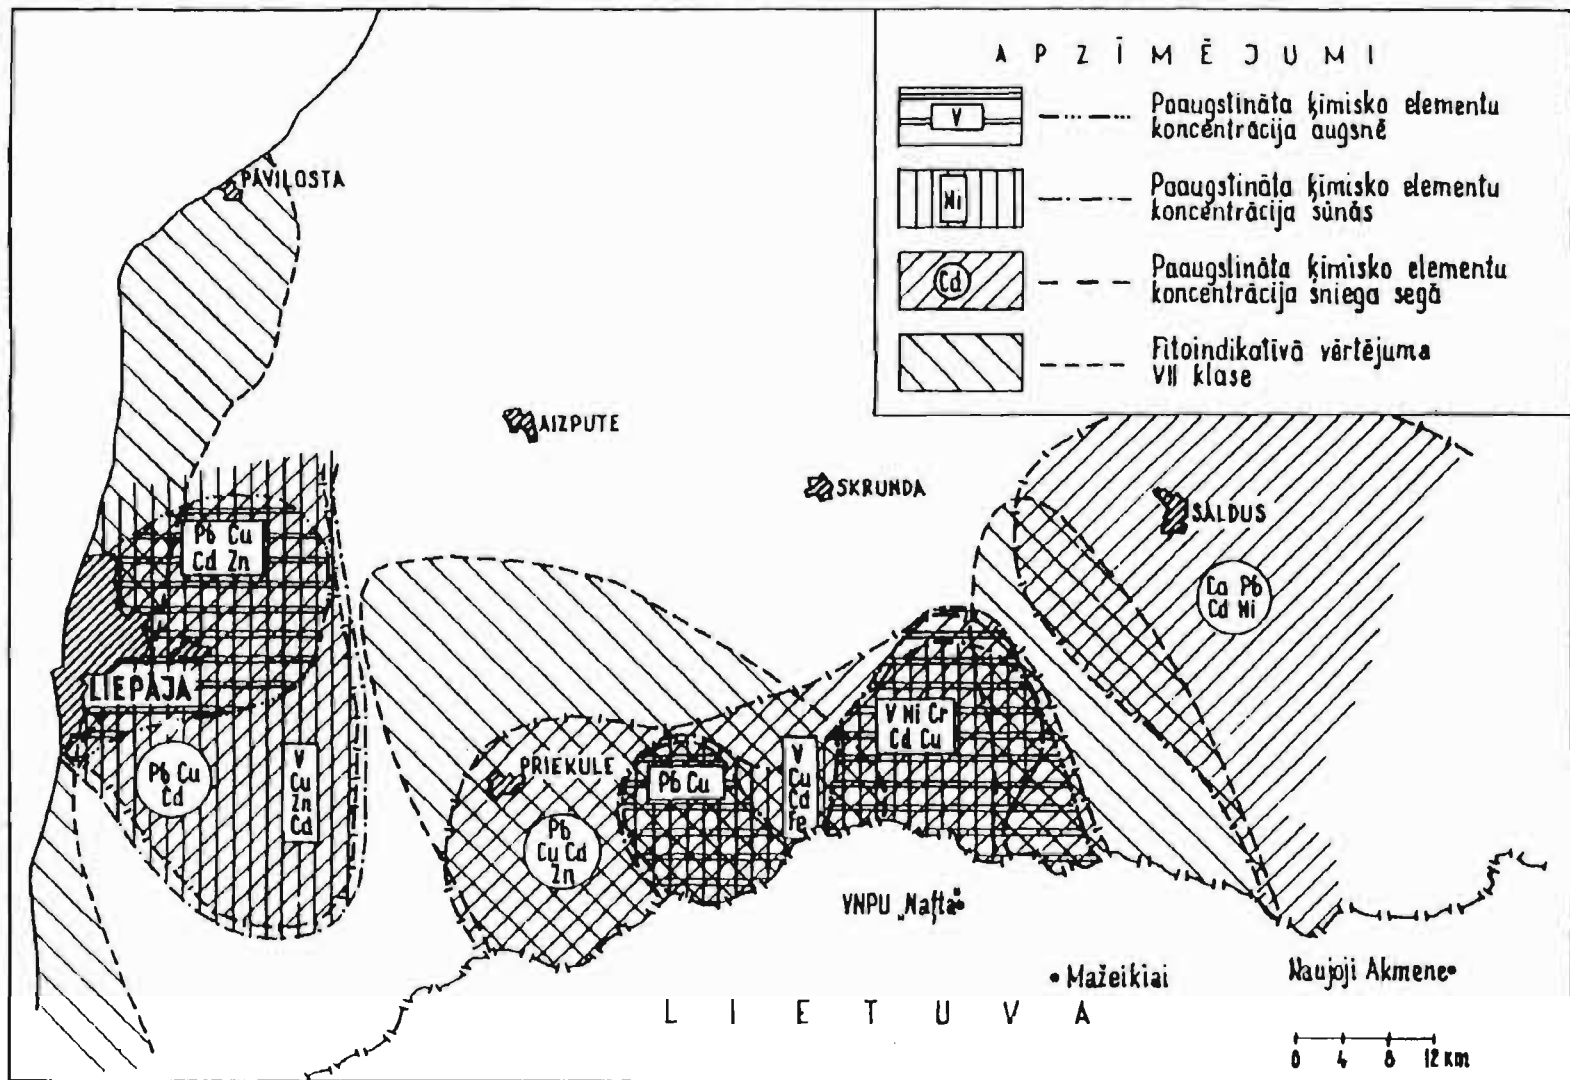 APZĪMĒJUMI
V
Paaugstināta ķīmisko elementu
koncentrācija augsnē
Ni
Paaugstināta ķīmisko elementu
koncentrācija sūnās
Cd
Paaugstināta ķīmisko elementu
koncentrācija sniega segā
Fitoindikatīvā vērtējuma
VII klase
PĀVILOSTA
AIZPUTE
SKRUNDA
SALDUS
Pb Cu
Cd Zn
Ca Pb
Cd Ni
LIEPĀJA
V Ni Cr
Cd Cu
Pb Cu
Cd
V
Cu
Zn
Cd
PRIEKULE
Pb Cu
V
Cu
Cd
Fe
Pb
Cu Cd
Zn
VNPU „Nafta"
Mažeikiai
Naujoji Akmene
LIETUVA
0 4 8 12 KM